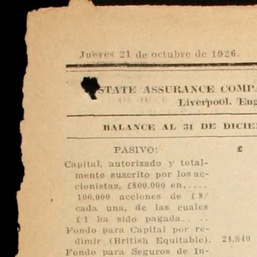 Jueves 21 de octubre de 1926.
STATE ASSURANCE COMPA
Liverpool. Eng
BALANCE AL 31 DE DICIE
PASIVO: £
Capital, autorizado y total-
mente suscrito por los ac-
cionistas, £800.000 en.....
100.000 acciones de £8/
cada una, de las cuales
£1 ha sido pagada..
Fondo para Capital por re-
dimir (British Equitable). 24,840
Fondo para Seguros de In-